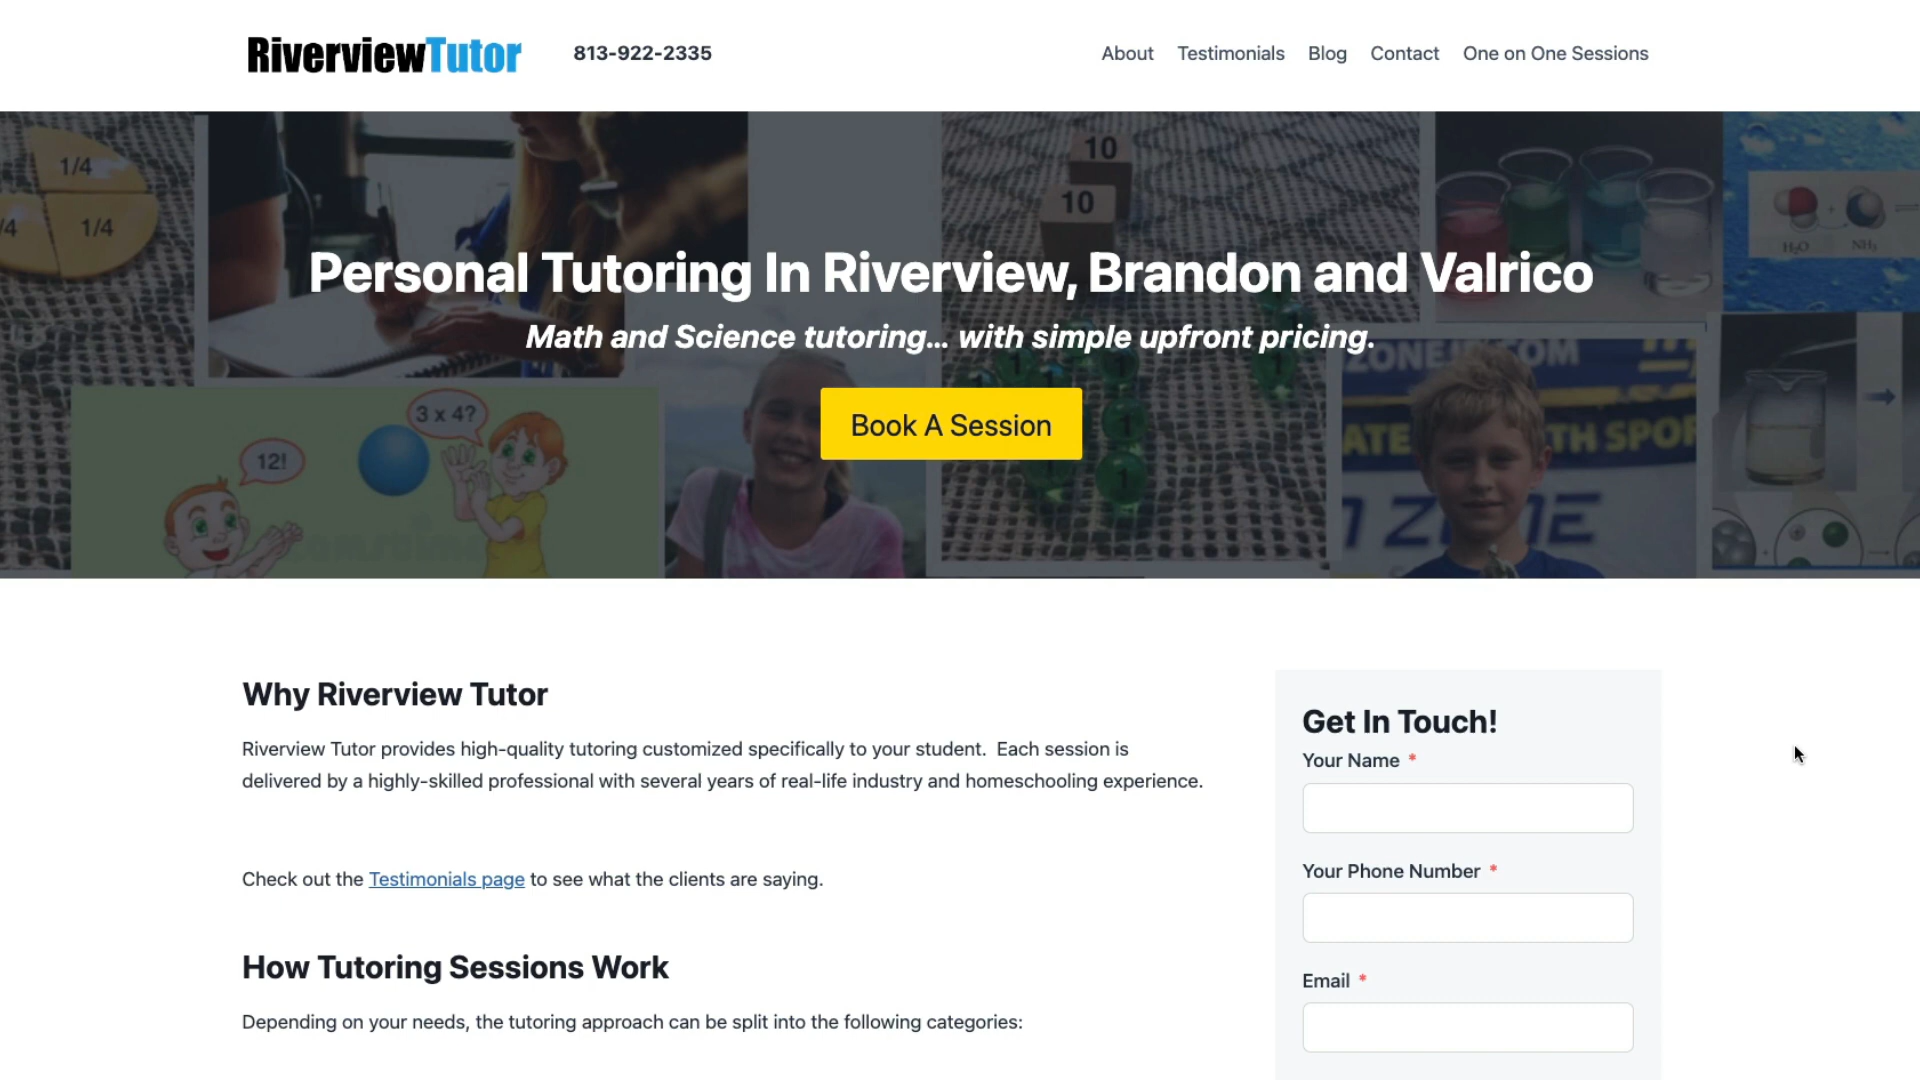 RiverviewTutor
813-922-2335
About
Testimonials
Blog
Contact
One on One Sessions
1/4
1/4
10
10
H₂O
NH₃
Personal Tutoring In Riverview, Brandon and Valrico
Math and Science tutoring... with simple upfront pricing.
3 x 4?
12!
Book A Session
Why Riverview Tutor
Riverview Tutor provides high-quality tutoring customized specifically to your student. Each session is
delivered by a highly-skilled professional with several years of real-life industry and homeschooling experience.
Check out the Testimonials page to see what the clients are saying.
How Tutoring Sessions Work
Depending on your needs, the tutoring approach can be split into the following categories:
Get In Touch!
Your Name *
Your Phone Number *
Email *